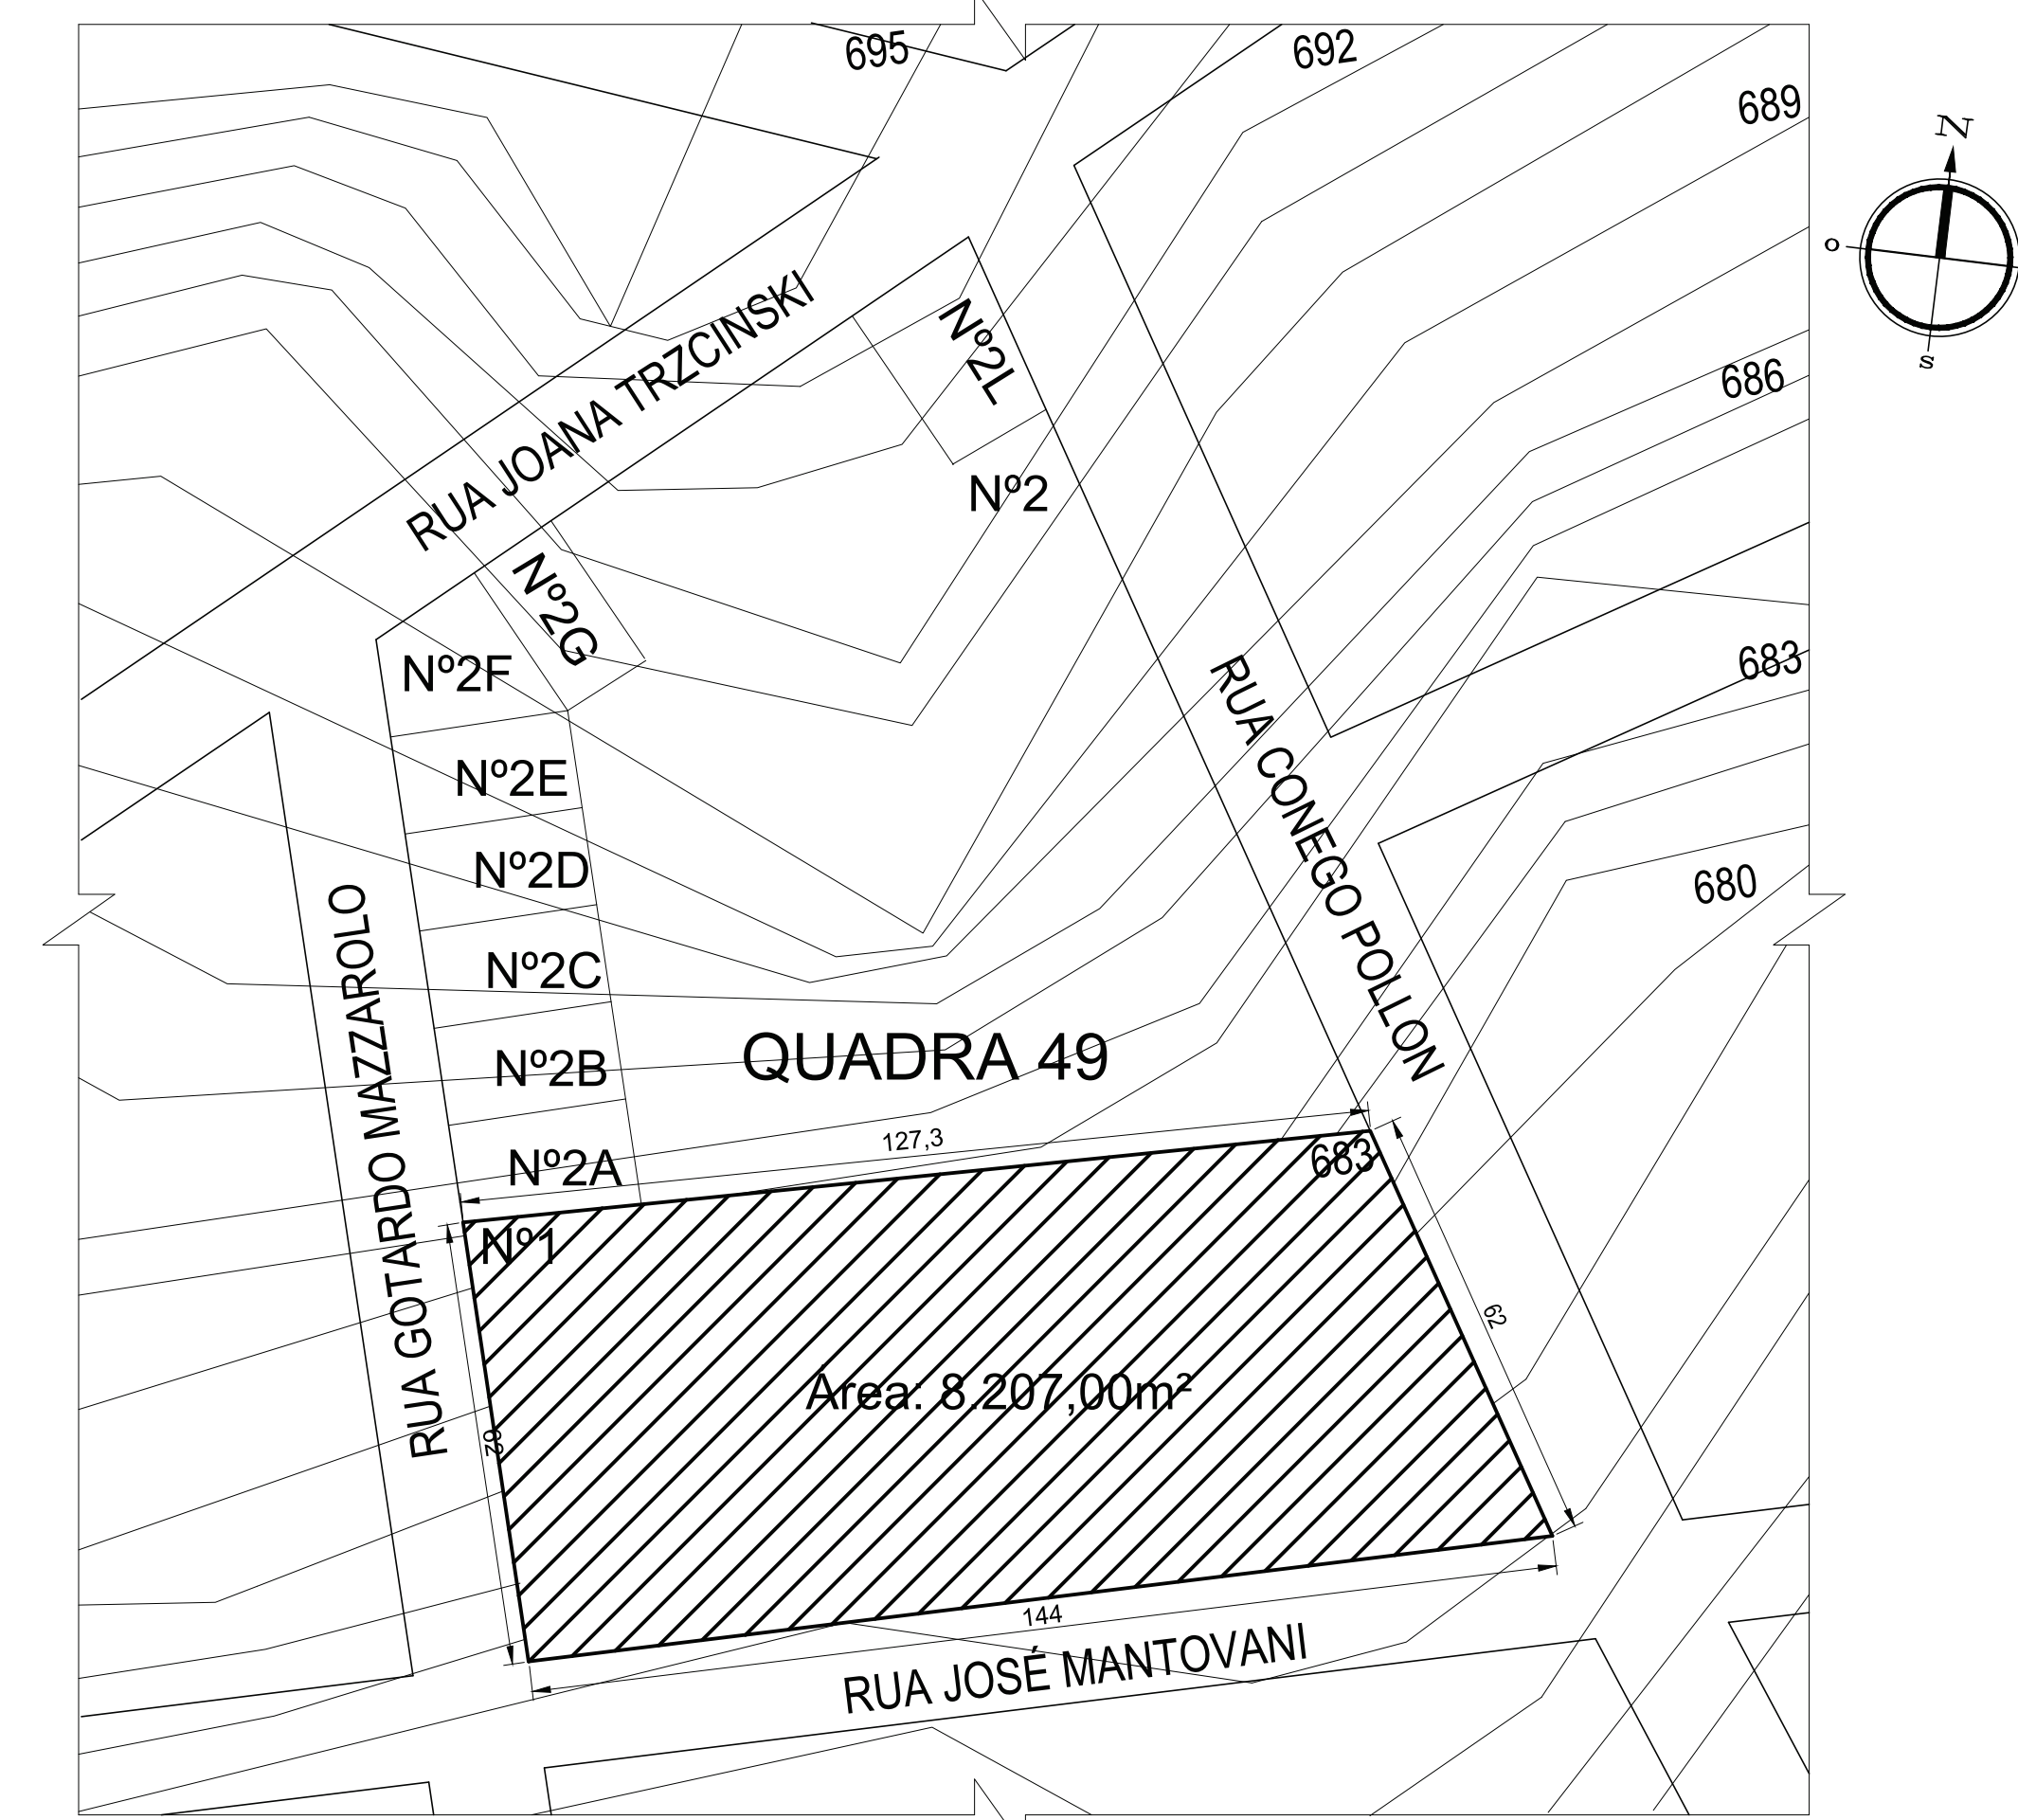 695
692
689
N
O
S
686
RUA JOANA TRZCINSKI
Nº2L
Nº2
Nº2G
Nº2F
683
RUA CONEGO POLLON
Nº2E
Nº2D
680
RUA GOTARDO MAZZAROLO
Nº2C
QUADRA 49
Nº2B
127,3
683
Nº2A
Nº1
62
Área: 8.207,00m²
62
144
RUA JOSÉ MANTOVANI